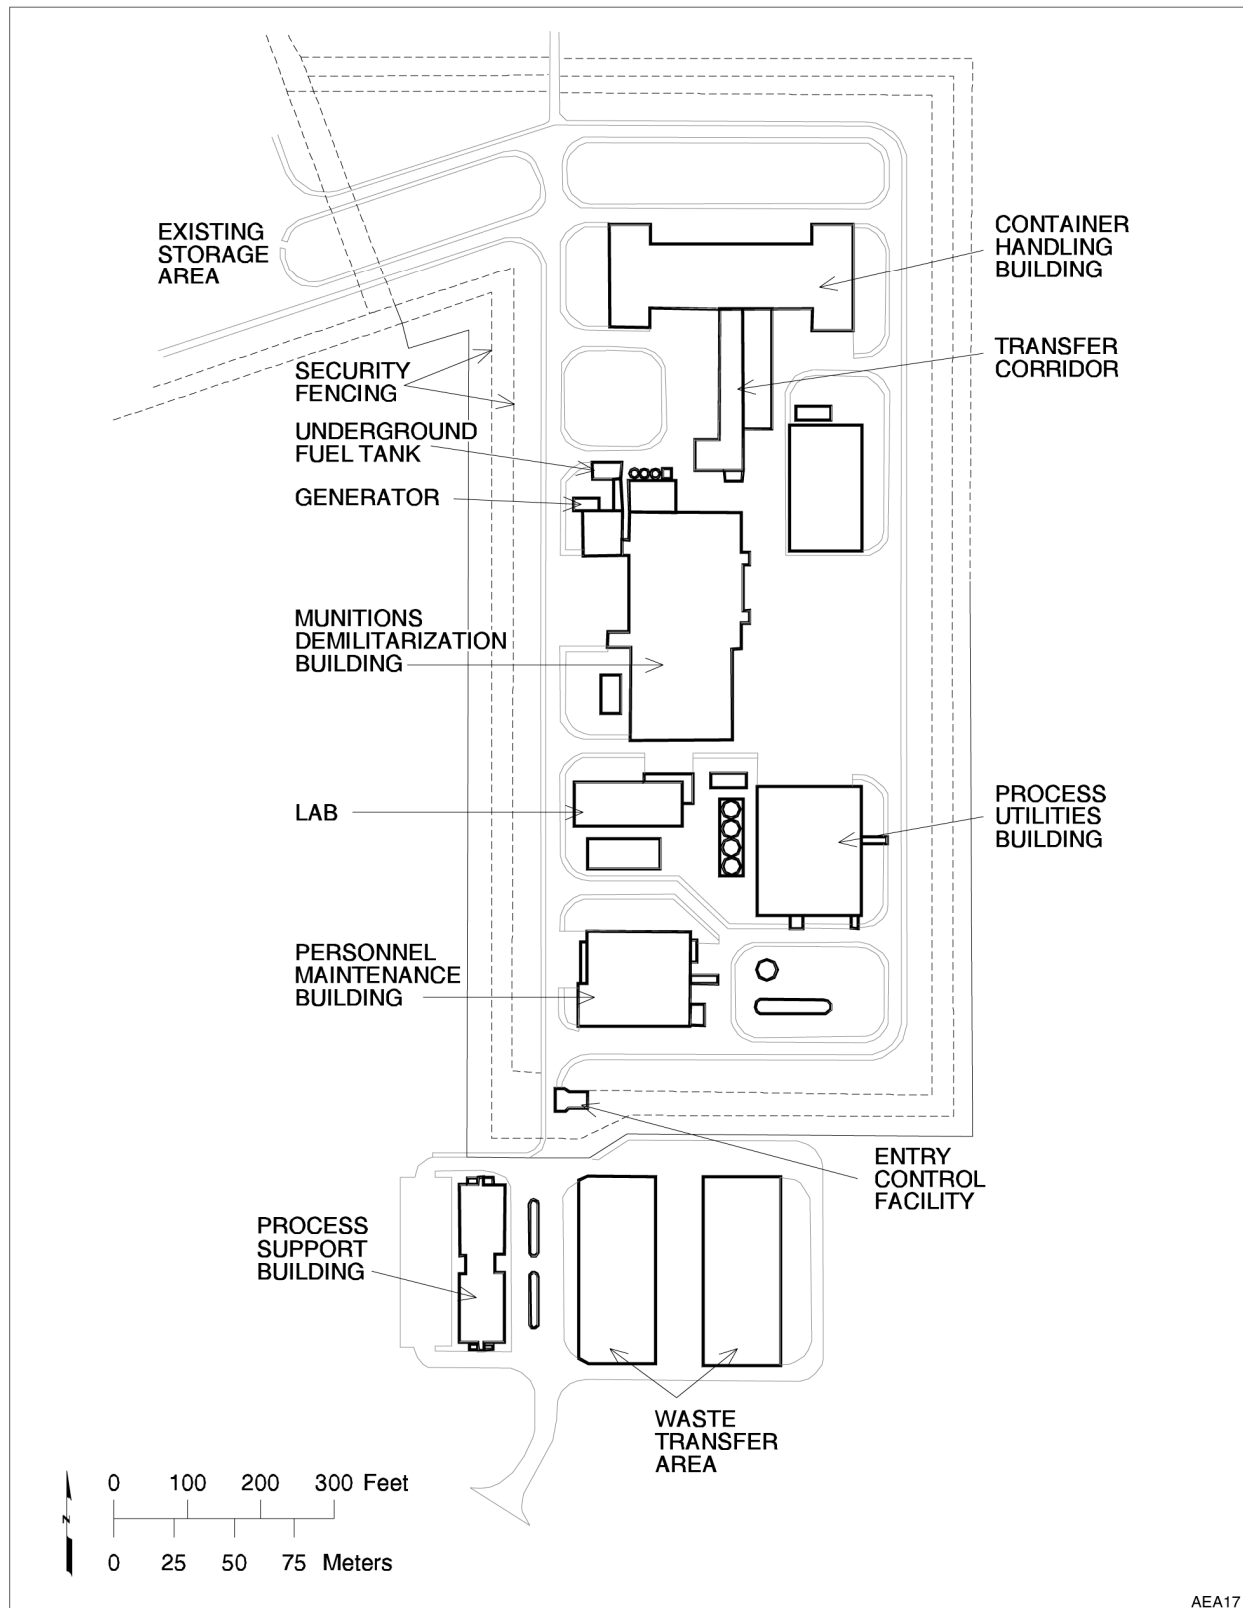 EXISTING
STORAGE
AREA
CONTAINER
HANDLING
BUILDING
TRANSFER
CORRIDOR
SECURITY
FENCING
UNDERGROUND
FUEL TANK
GENERATOR
MUNITIONS
DEMILITARIZATION
BUILDING
LAB
PROCESS
UTILITIES
BUILDING
PERSONNEL
MAINTENANCE
BUILDING
ENTRY
CONTROL
FACILITY
PROCESS
SUPPORT
BUILDING
WASTE
TRANSFER
AREA
N
0 100 200 300 Feet
0 25 50 75 Meters
AEA17